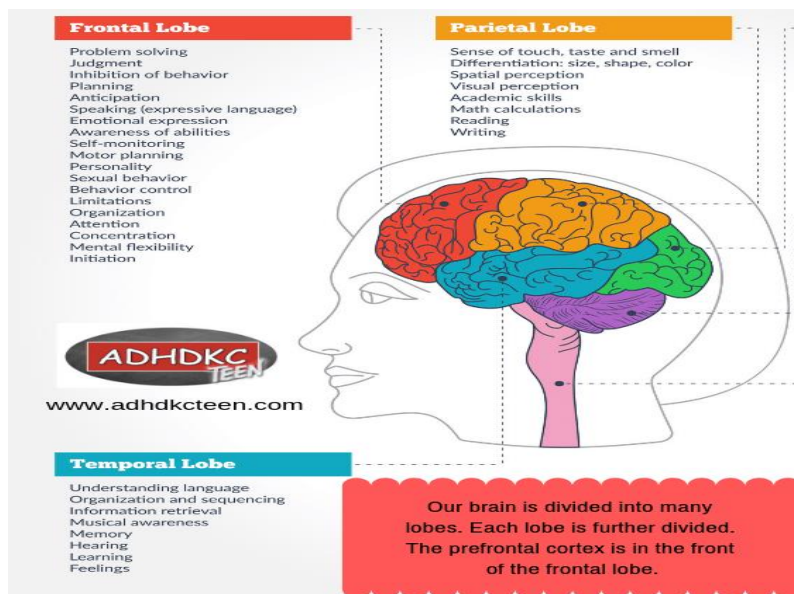 Frontal Lobe
Problem solving
Judgment
Inhibition of behavior
Planning
Anticipation
Speaking (expressive language)
Emotional expression
Awareness of abilities
Self-monitoring
Motor planning
Personality
Sexual behavior
Behavior control
Limitations
Organization
Attention
Concentration
Mental flexibility
Initiation
Parietal Lobe
Sense of touch, taste and smell
Differentiation: size, shape, color
Spatial perception
Visual perception
Academic skills
Math calculations
Reading
Writing
ADHDKC
TEEN
www.adhdkcteen.com
Temporal Lobe
Understanding language
Organization and sequencing
Information retrieval
Musical awareness
Memory
Hearing
Learning
Feelings
Our brain is divided into many
lobes. Each lobe is further divided.
The prefrontal cortex is in the front
of the frontal lobe.